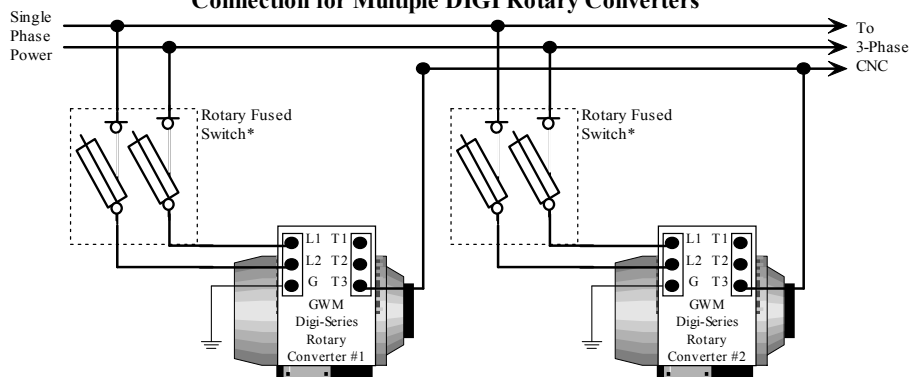 Connection for Multiple DIGI Rotary Converters
Single
Phase
Power
To
3-Phase
CNC
Rotary Fused
Switch*
Rotary Fused
Switch*
L1 T1
L2 T2
G T3
GWM
Digi-Series
Rotary
Converter #1
L1 T1
L2 T2
G T3
GWM
Digi-Series
Rotary
Converter #2